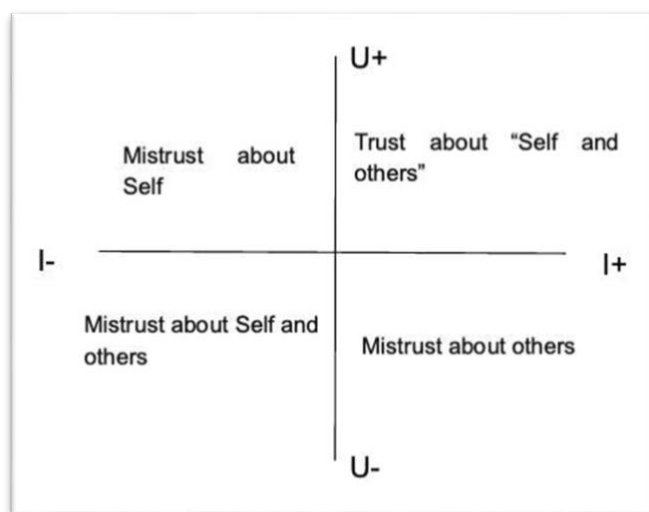 U+
Mistrust about
Self
Trust about “Self and
others”
I-
I+
Mistrust about Self and
others
Mistrust about others
U-